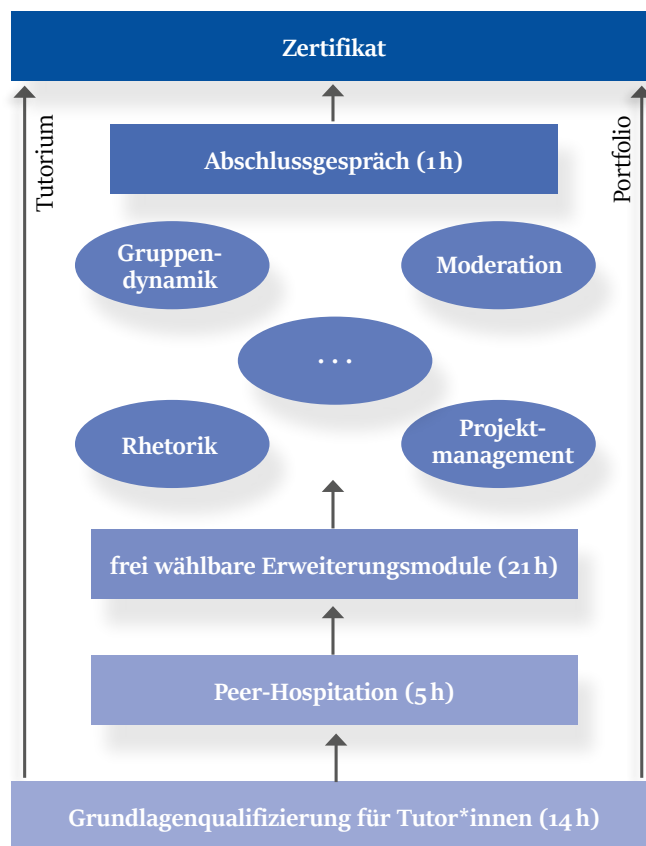 Zertifikat
Tutorium
Portfolio
Abschlussgespräch (1 h)
Gruppen-
dynamik
Moderation
. . .
Rhetorik
Projekt-
management
frei wählbare Erweiterungsmodule (21 h)
Peer-Hospitation (5 h)
Grundlagenqualifizierung für Tutor*innen (14 h)